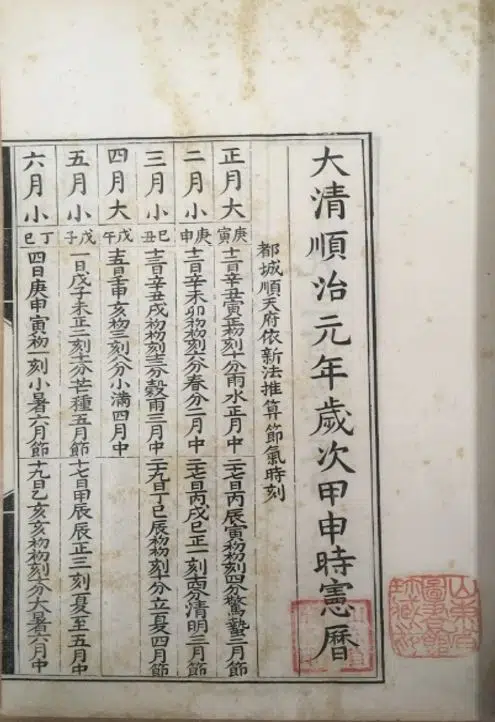 大清順治元年歲次甲申時憲曆
都城順天府依新法推算節氣時刻
正月大 庚寅 十二日辛丑寅正初刻十分雨水正月中 二十七日丙辰寅初初刻四分驚蟄二月節
二月小 庚申 十二日辛未卯初初刻六分春分二月中 二十七日丙戌巳正一刻十四分清明三月節
三月小 己丑 十三日辛丑戌初初刻十三分穀雨三月中 二十九日丁巳辰初初刻十分立夏四月節
四月大 戊午 十五日壬申亥初三刻八分小滿四月中
五月小 戊子 一日戊子未正二刻十分芒種五月節 十七日甲辰辰正三刻夏至五月中
六月小 丁巳 四日庚申寅初一刻小暑六月節 十九日乙亥亥初初刻十分大暑六月中